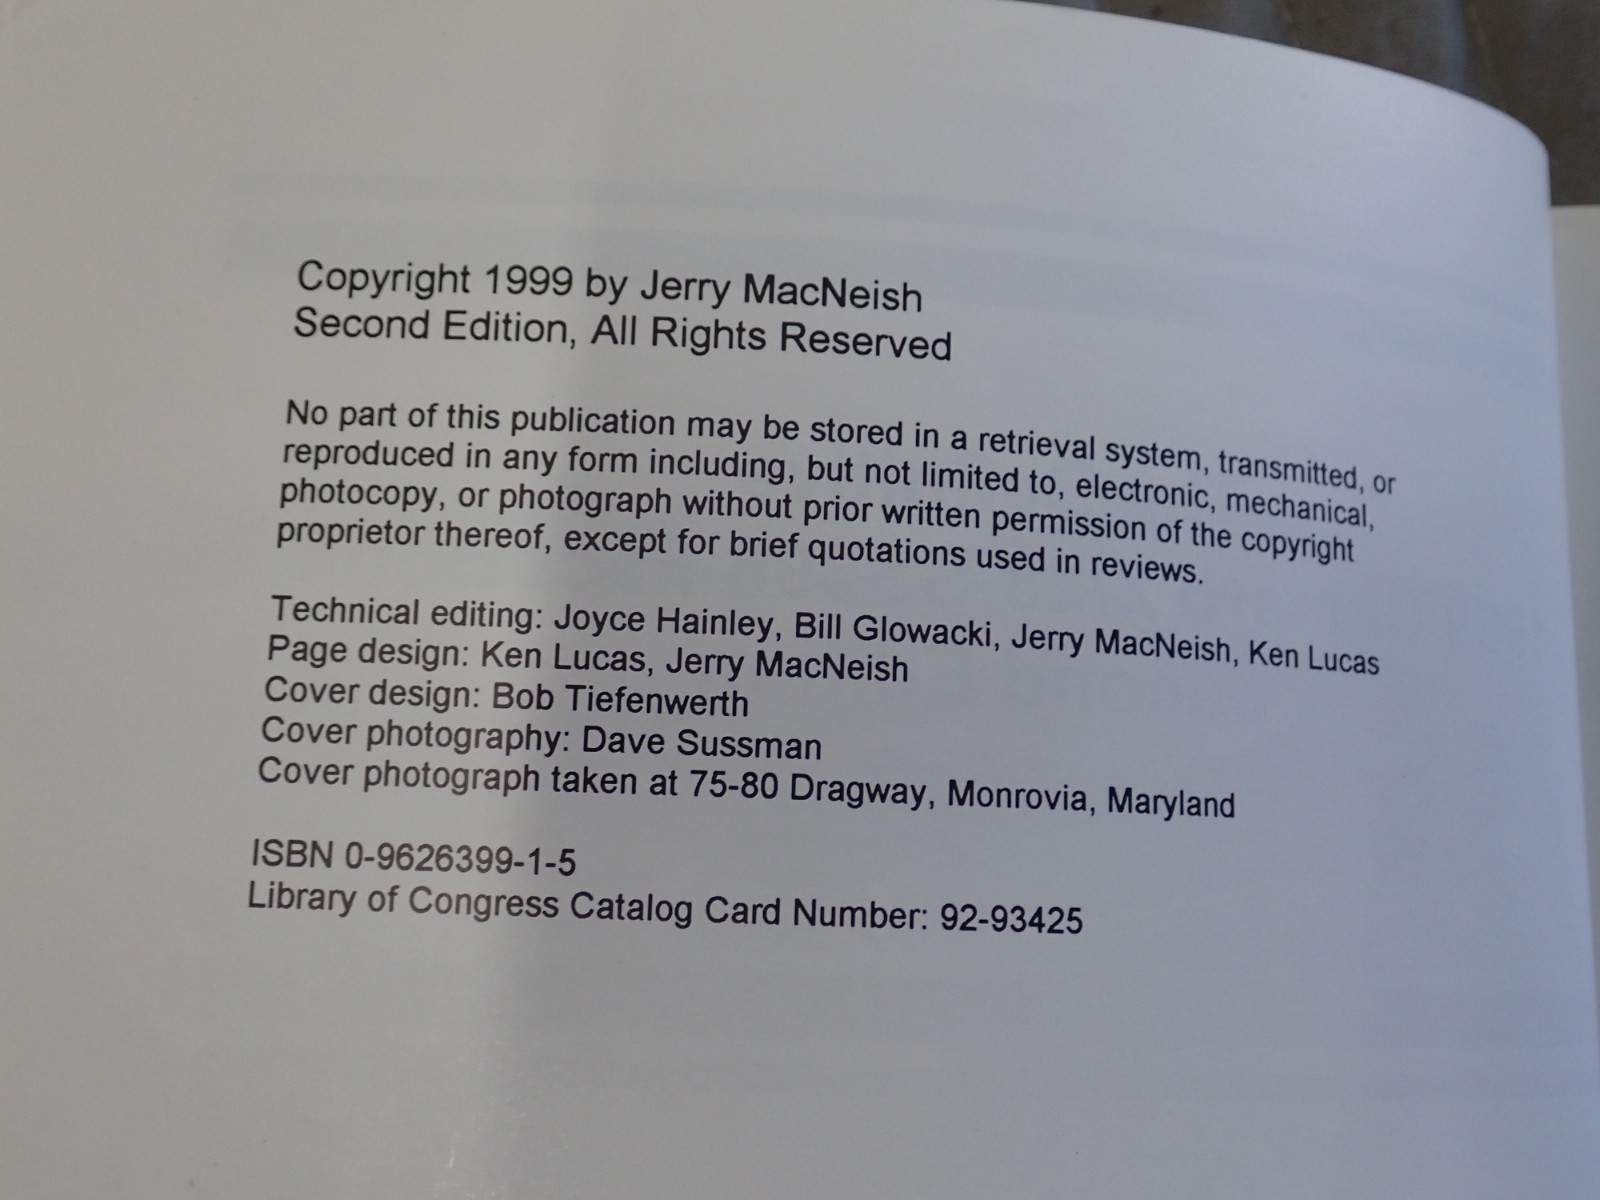 Copyright 1999 by Jerry MacNeish
Second Edition, All Rights Reserved
No part of this publication may be stored in a retrieval system, transmitted, or
reproduced in any form including, but not limited to, electronic, mechanical,
photocopy, or photograph without prior written permission of the copyright
proprietor thereof, except for brief quotations used in reviews.
Technical editing: Joyce Hainley, Bill Glowacki, Jerry MacNeish, Ken Lucas
Page design: Ken Lucas, Jerry MacNeish
Cover design: Bob Tiefenwerth
Cover photography: Dave Sussman
Cover photograph taken at 75-80 Dragway, Monrovia, Maryland
ISBN 0-9626399-1-5
Library of Congress Catalog Card Number: 92-93425